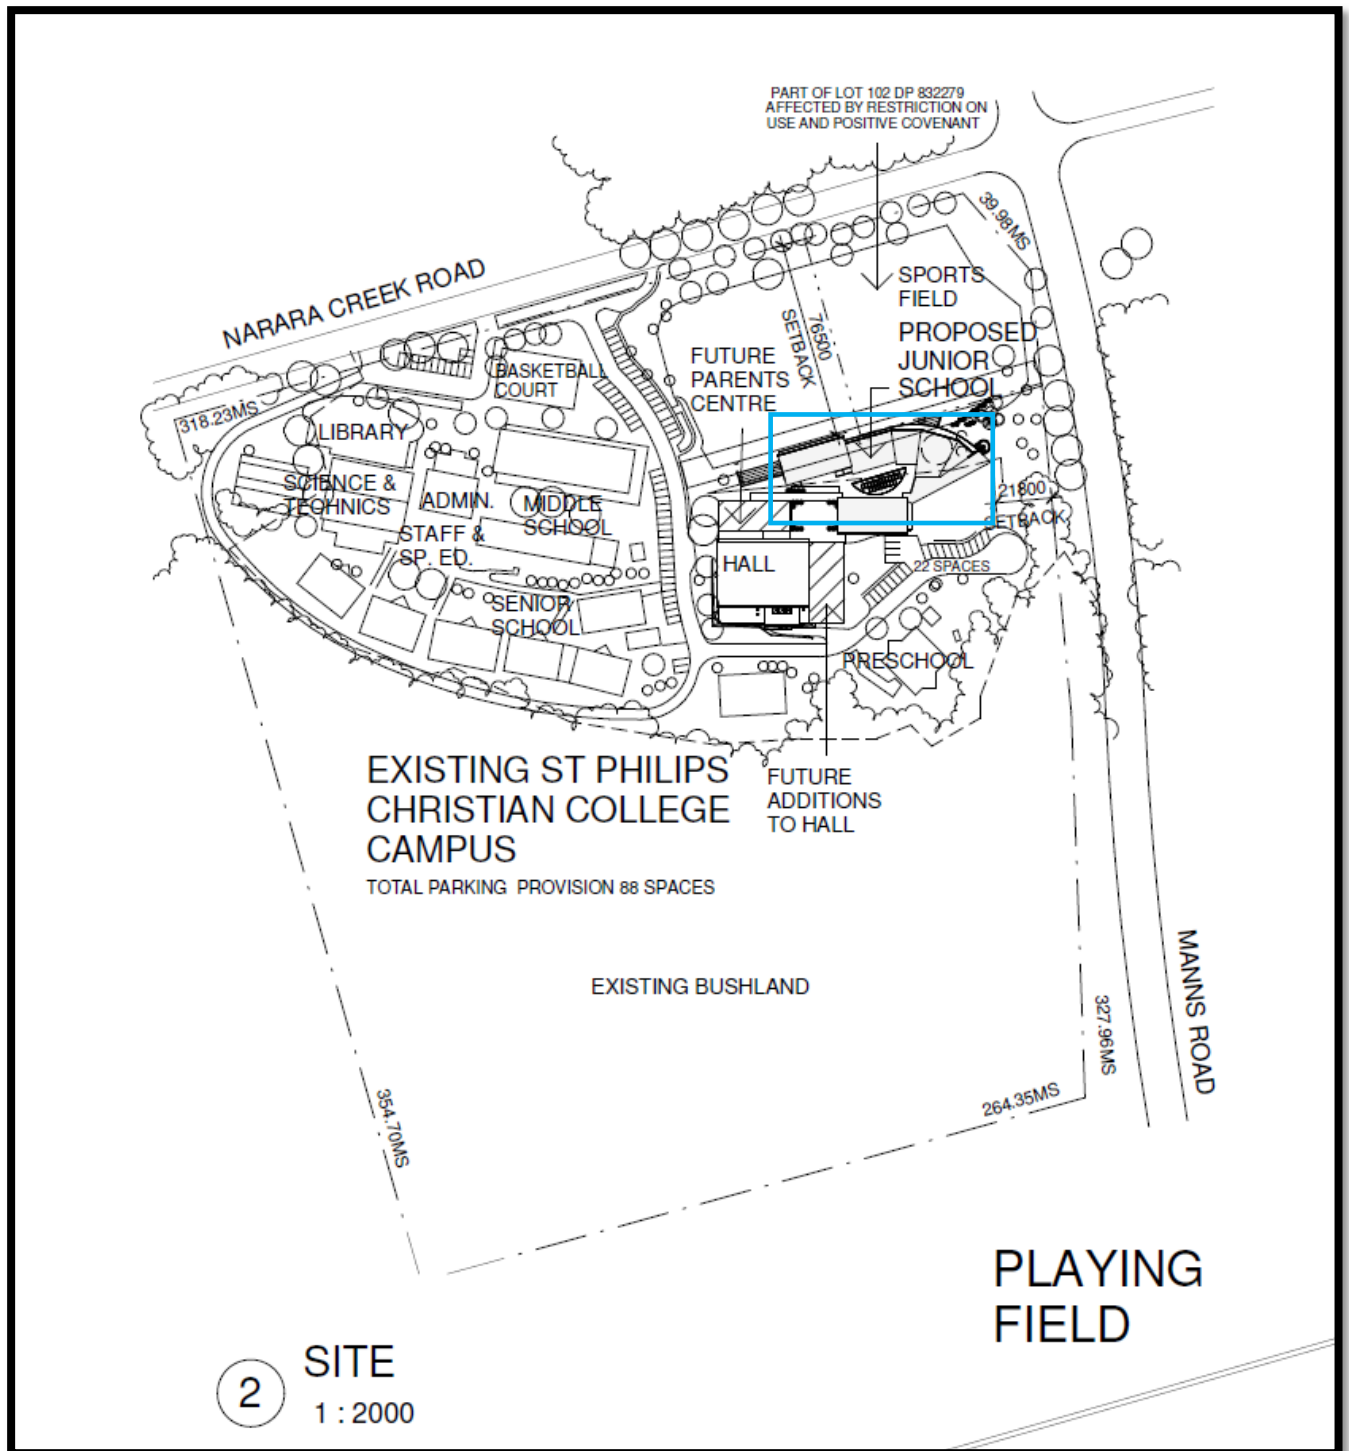 PART OF LOT 102 DP 832279
AFFECTED BY RESTRICTION ON
USE AND POSITIVE COVENANT
39.98MS
NARARA CREEK ROAD
SPORTS
FIELD
76500
SETBACK
PROPOSED
JUNIOR
SCHOOL
FUTURE
PARENTS
CENTRE
BASKETBALL
COURT
318.23MS
LIBRARY
SCIENCE &
TECHNICS
ADMIN.
MIDDLE
SCHOOL
STAFF &
SP. ED.
21800
SETBACK
HALL
22 SPACES
SENIOR
SCHOOL
PRESCHOOL
EXISTING ST PHILIPS
CHRISTIAN COLLEGE
CAMPUS
TOTAL PARKING PROVISION 88 SPACES
FUTURE
ADDITIONS
TO HALL
EXISTING BUSHLAND
MANNS ROAD
327.96MS
264.35MS
354.70MS
PLAYING
FIELD
2
SITE
1 : 2000